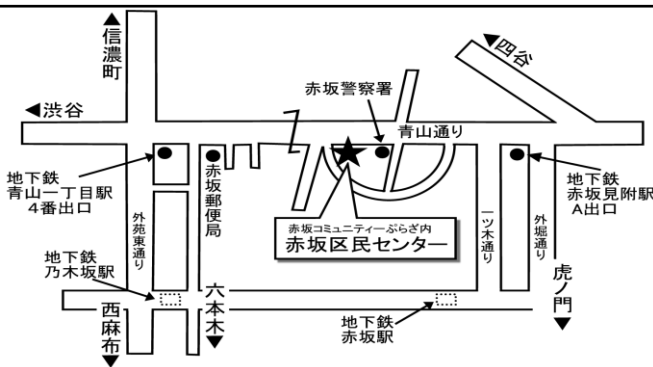 信濃町
四谷
渋谷
赤坂警察署
青山通り
地下鉄
青山一丁目駅
4番出口
赤坂郵便局
地下鉄
赤坂見附駅
A出口
赤坂コミュニティーぷらざ内
赤坂区民センター
外苑東通り
一ツ木通り
外堀通り
地下鉄
乃木坂駅
西麻布
六本木
地下鉄
赤坂駅
虎ノ門